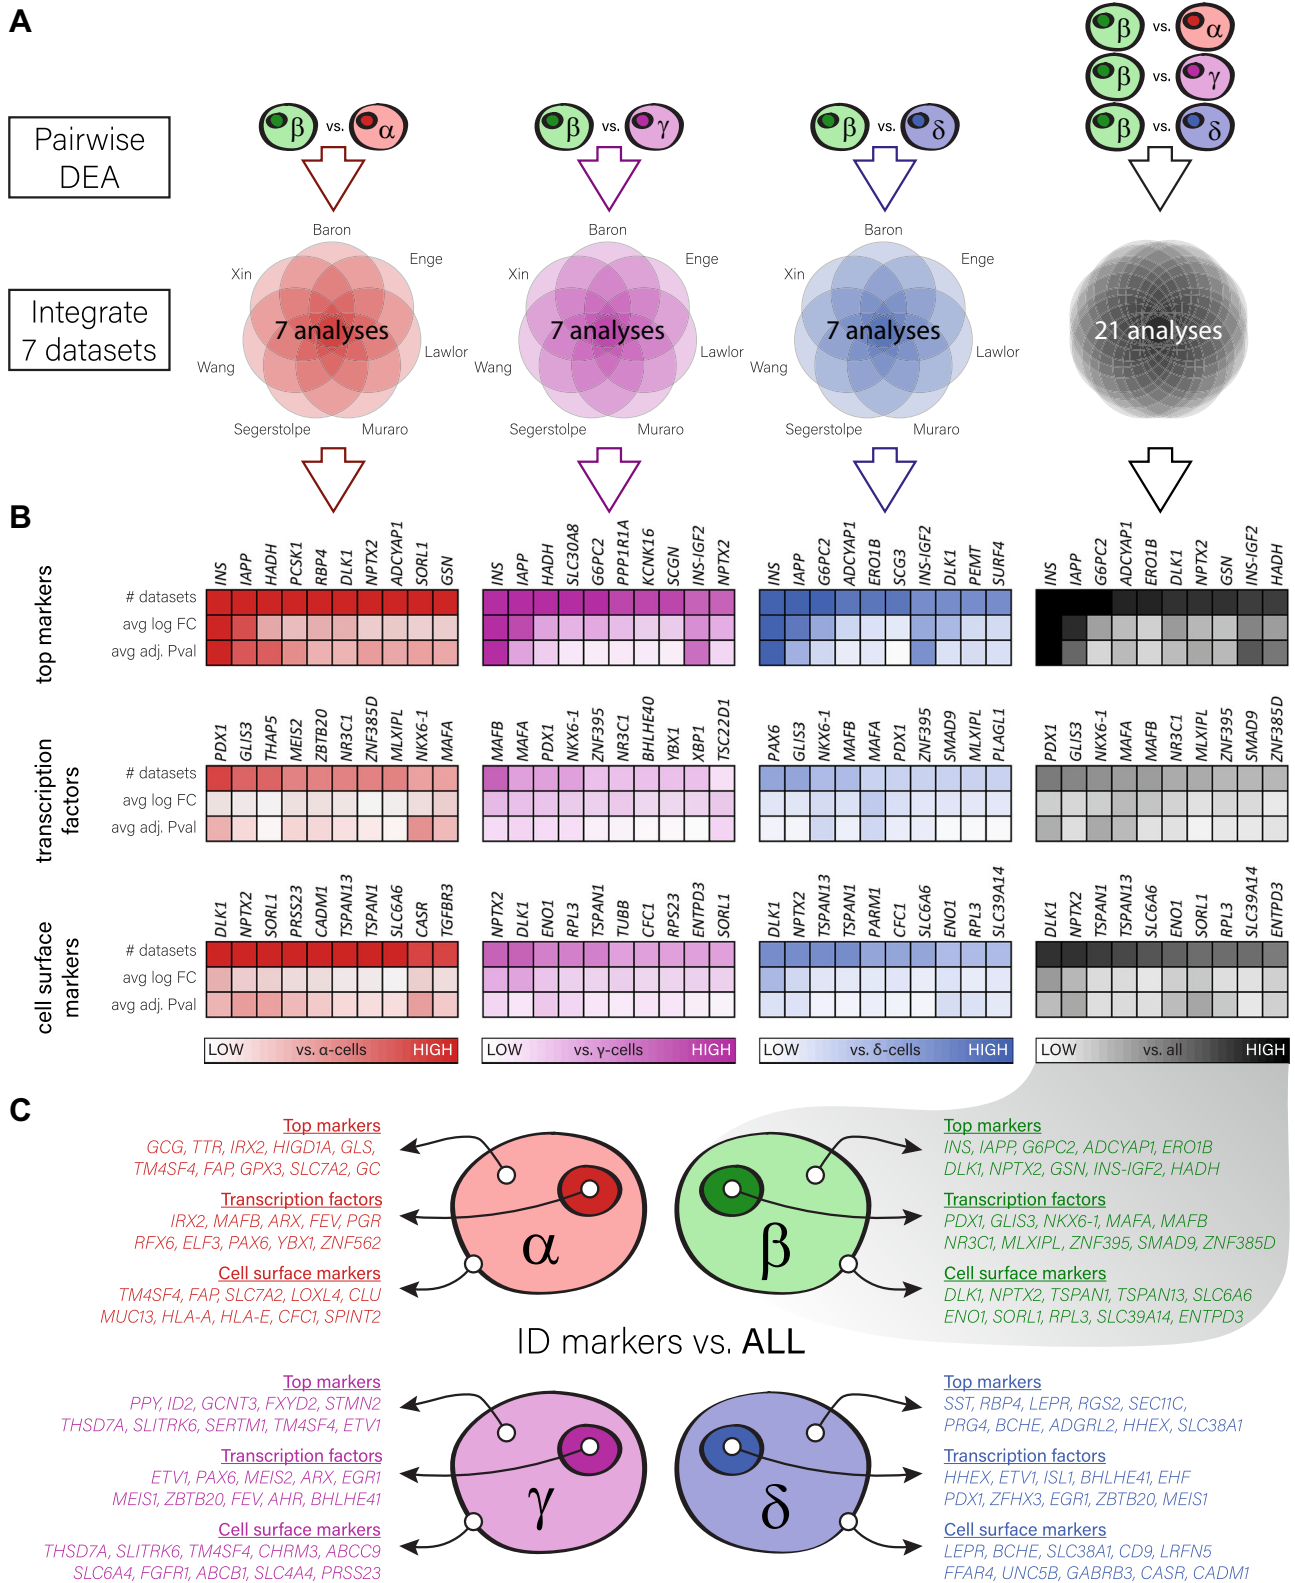 A
β vs. α
β vs. γ
β vs. δ
β vs. α
β vs. γ
β vs. δ
Pairwise
DEA
Integrate
7 datasets
Baron
Enge
Lawlor
Muraro
Segerstolpe
Wang
Xin
7 analyses
Baron
Enge
Lawlor
Muraro
Segerstolpe
Wang
Xin
7 analyses
Baron
Enge
Lawlor
Muraro
Segerstolpe
Wang
Xin
7 analyses
21 analyses
B
top markers
INS IAPP HADH PCSK1 RBP4 DLK1 NPTX2 ADCYAP1 SORL1 GSN
INS IAPP HADH SLC30A8 G6PC2 PPP1R1A KCNK16 SCGN INS-IGF2 NPTX2
INS IAPP G6PC2 ADCYAP1 ERO1B SCG3 INS-IGF2 DLK1 PEMT SURF4
INS IAPP G6PC2 ADCYAP1 ERO1B DLK1 NPTX2 GSN INS-IGF2 HADH
# datasets
avg log FC
avg adj. Pval
transcription
factors
PDX1 GLIS3 THAP5 MEIS2 ZBTB20 NR3C1 ZNF385D MLXIPL NKX6-1 MAFA
MAFB MAFA PDX1 NKX6-1 ZNF395 NR3C1 BHLHE40 YBX1 XBP1 TSC22D1
PAX6 GLIS3 NKX6-1 MAFB MAFA PDX1 ZNF395 SMAD9 MLXIPL PLAGL1
PDX1 GLIS3 NKX6-1 MAFA MAFB NR3C1 MLXIPL ZNF395 SMAD9 ZNF385D
# datasets
avg log FC
avg adj. Pval
cell surface
markers
DLK1 NPTX2 SORL1 PRSS23 CADM1 TSPAN13 TSPAN1 SLC6A6 CASR TGFBR3
NPTX2 DLK1 ENO1 RPL3 TSPAN1 TUBB CFC1 RPS23 ENTPD3 SORL1
DLK1 NPTX2 TSPAN13 TSPAN1 PARM1 CFC1 SLC6A6 ENO1 RPL3 SLC39A14
DLK1 NPTX2 TSPAN1 TSPAN13 SLC6A6 ENO1 SORL1 RPL3 SLC39A14 ENTPD3
# datasets
avg log FC
avg adj. Pval
LOW vs. α-cells HIGH
LOW vs. γ-cells HIGH
LOW vs. δ-cells HIGH
LOW vs. all HIGH
C
Top markers
GCG, TTR, IRX2, HIGD1A, GLS,
TM4SF4, FAP, GPX3, SLC7A2, GC
Transcription factors
IRX2, MAFB, ARX, FEV, PGR
RFX6, ELF3, PAX6, YBX1, ZNF562
Cell surface markers
TM4SF4, FAP, SLC7A2, LOXL4, CLU
MUC13, HLA-A, HLA-E, CFC1, SPINT2
α
β
Top markers
INS, IAPP, G6PC2, ADCYAP1, ERO1B
DLK1, NPTX2, GSN, INS-IGF2, HADH
Transcription factors
PDX1, GLIS3, NKX6-1, MAFA, MAFB
NR3C1, MLXIPL, ZNF395, SMAD9, ZNF385D
Cell surface markers
DLK1, NPTX2, TSPAN1, TSPAN13, SLC6A6
ENO1, SORL1, RPL3, SLC39A14, ENTPD3
ID markers vs. ALL
Top markers
PPY, ID2, GCNT3, FXYD2, STMN2
THSD7A, SLITRK6, SERTM1, TM4SF4, ETV1
Transcription factors
ETV1, PAX6, MEIS2, ARX, EGR1
MEIS1, ZBTB20, FEV, AHR, BHLHE41
Cell surface markers
THSD7A, SLITRK6, TM4SF4, CHRM3, ABCC9
SLC6A4, FGFR1, ABCB1, SLC4A4, PRSS23
γ
δ
Top markers
SST, RBP4, LEPR, RGS2, SEC11C,
PRG4, BCHE, ADGRL2, HHEX, SLC38A1
Transcription factors
HHEX, ETV1, ISL1, BHLHE41, EHF
PDX1, ZFHX3, EGR1, ZBTB20, MEIS1
Cell surface markers
LEPR, BCHE, SLC38A1, CD9, LRFN5
FFAR4, UNC5B, GABRB3, CASR, CADM1